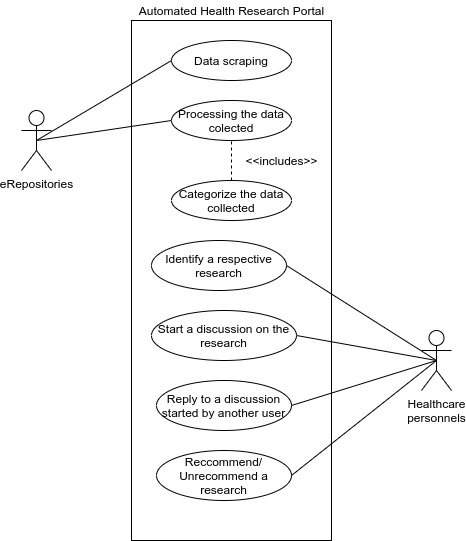 Automated Health Research Portal
Data scraping
Processing the data
colected
<<includes>>
Categorize the data
collected
eRepositories
Identify a respective
research
Start a discussion on the
research
Reply to a discussion
started by another user
Healthcare
personnels
Reccommend/
Unrecommend a
research